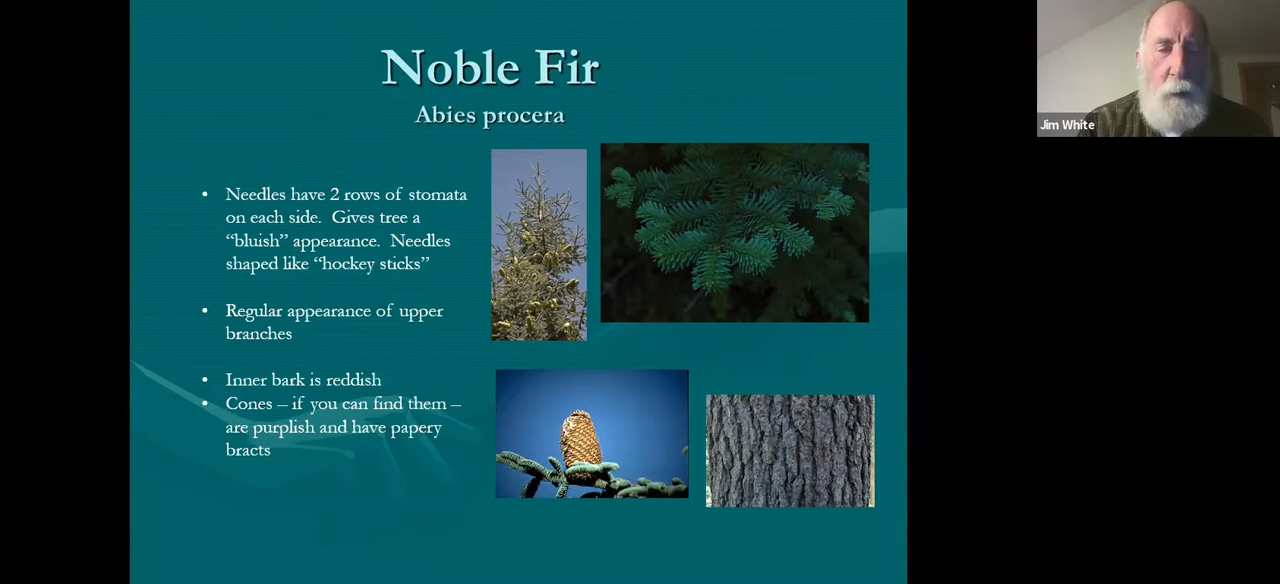 Noble Fir
Abies procera
• Needles have 2 rows of stomata
on each side. Gives tree a
“bluish” appearance. Needles
shaped like “hockey sticks”
• Regular appearance of upper
branches
• Inner bark is reddish
• Cones – if you can find them –
are purplish and have papery
bracts
Jim White